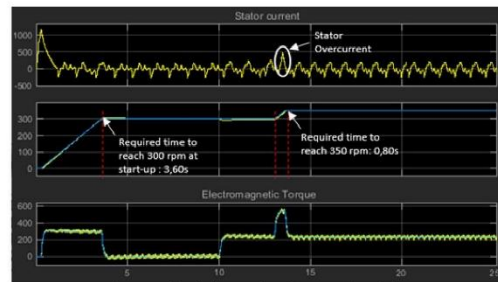 Stator current
1000
500
0
-500
Stator
Overcurrent
300
200
100
0
Required time to
reach 300 rpm at
start-up : 3,60s
Required time to
reach 350 rpm: 0,80s
Electromagnetic Torque
600
400
200
0
5
10
15
20
25